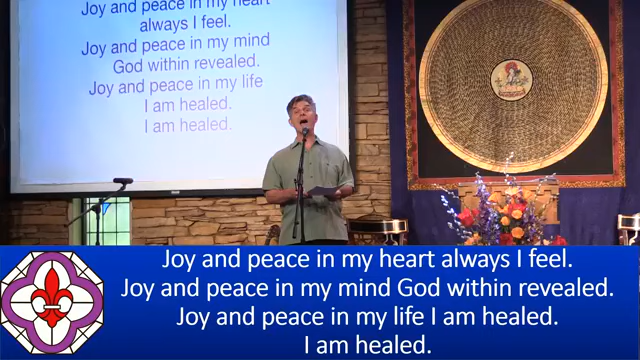 Joy and peace in my heart
always I feel.
Joy and peace in my mind
God within revealed.
Joy and peace in my life
I am healed.
I am healed.
Joy and peace in my heart always I feel.
Joy and peace in my mind God within revealed.
Joy and peace in my life I am healed.
I am healed.